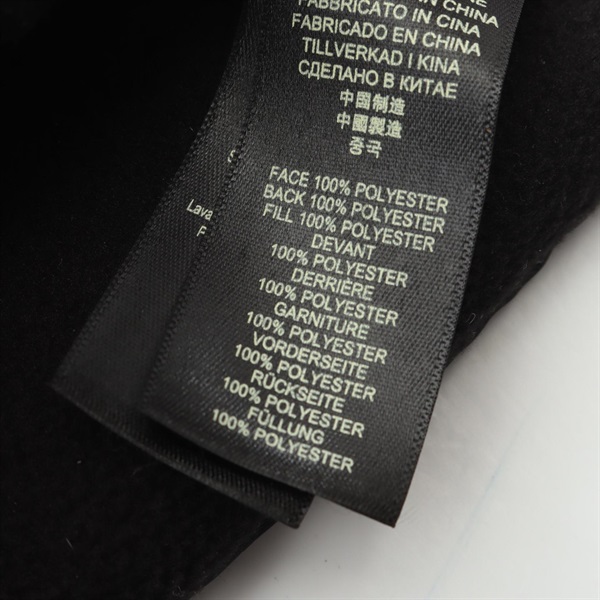 IN CHINA
FABBRICATO IN CINA
FABRICADO EN CHINA
TILLVERKAD I KINA
СДЕЛАНО В КИТАЕ
中国制造
中國製造
중국
FACE 100% POLYESTER
BACK 100% POLYESTER
FILL 100% POLYESTER
DEVANT
100% POLYESTER
DERRIÈRE
100% POLYESTER
GARNITURE
100% POLYESTER
VORDERSEITE
100% POLYESTER
RÜCKSEITE
100% POLYESTER
FÜLLUNG
100% POLYESTER